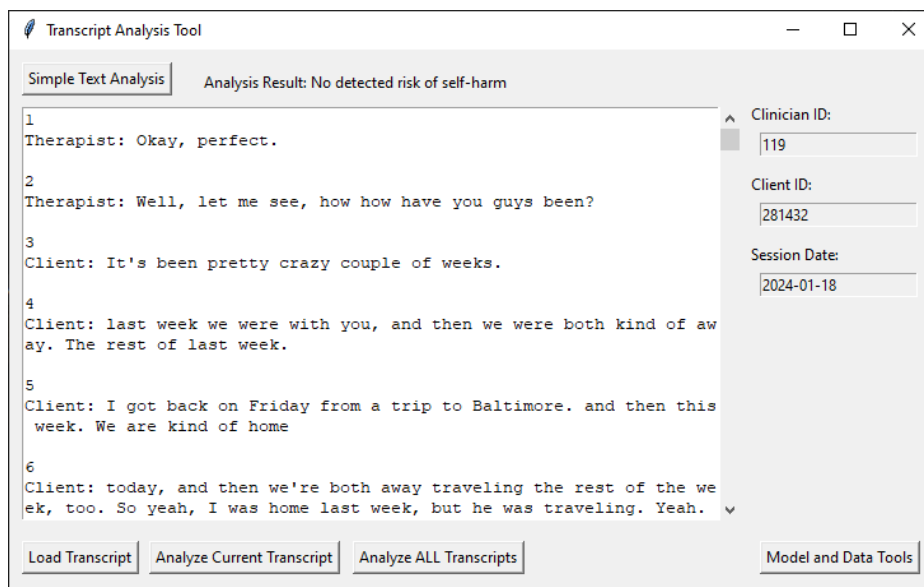 Transcript Analysis Tool
Simple Text Analysis
Analysis Result: No detected risk of self-harm
1
Therapist: Okay, perfect.
2
Therapist: Well, let me see, how how have you guys been?
3
Client: It's been pretty crazy couple of weeks.
4
Client: last week we were with you, and then we were both kind of aw
ay. The rest of last week.
5
Client: I got back on Friday from a trip to Baltimore. and then this
week. We are kind of home
6
Client: today, and then we're both away traveling the rest of the we
ek, too. So yeah, I was home last week, but he was traveling. Yeah.
Clinician ID:
119
Client ID:
281432
Session Date:
2024-01-18
Load Transcript
Analyze Current Transcript
Analyze ALL Transcripts
Model and Data Tools